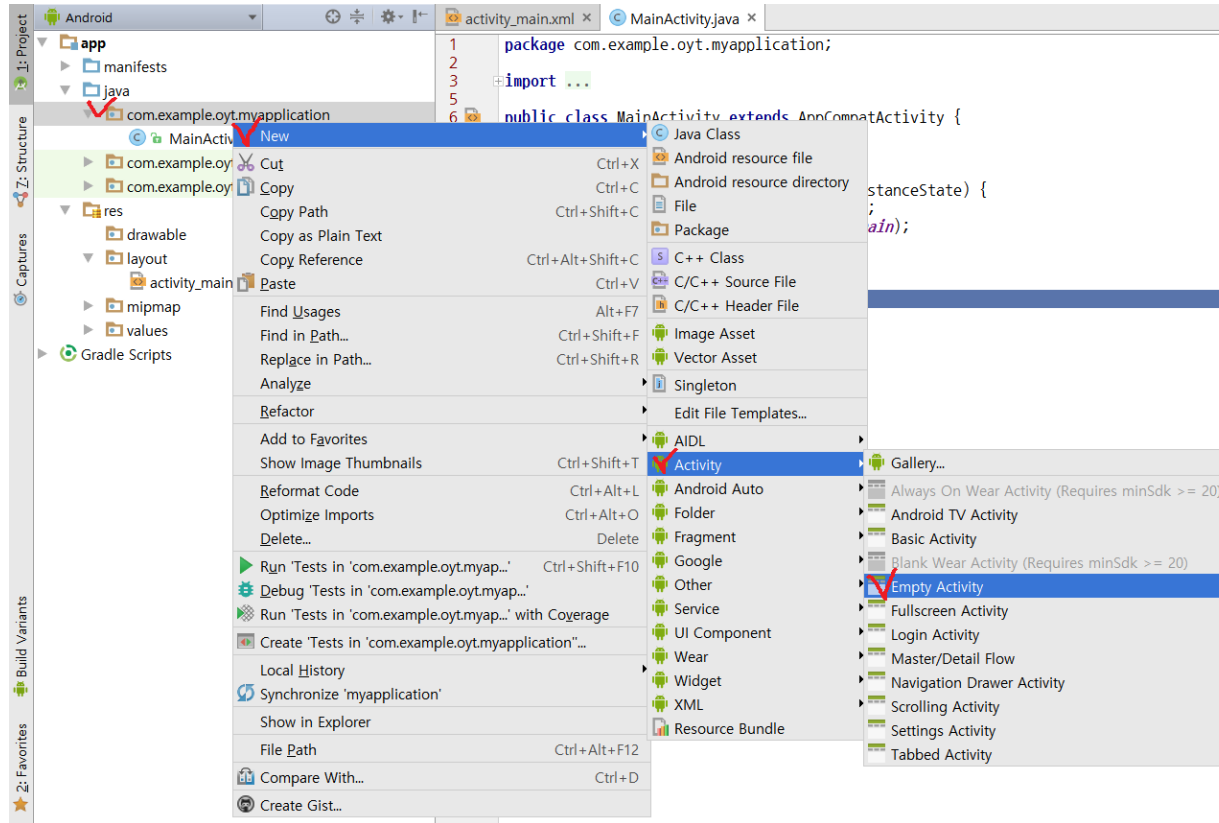 1: Project
Z: Structure
Captures
Build Variants
2: Favorites
Android
app
manifests
java
com.example.oyt.myapplication
MainActiv
com.example.oy
com.example.oy
res
drawable
layout
activity_main
mipmap
values
Gradle Scripts
activity_main.xml
MainActivity.java
1 package com.example.oyt.myapplication;
2
3 import ...
5
6 public class MainActivity extends AppCompatActivity {
stanceState) {
;
ain);
New
Cut Ctrl+X
Copy Ctrl+C
Copy Path Ctrl+Shift+C
Copy as Plain Text
Copy Reference Ctrl+Alt+Shift+C
Paste Ctrl+V
Find Usages Alt+F7
Find in Path... Ctrl+Shift+F
Replace in Path... Ctrl+Shift+R
Analyze
Refactor
Add to Favorites
Show Image Thumbnails Ctrl+Shift+T
Reformat Code Ctrl+Alt+L
Optimize Imports Ctrl+Alt+O
Delete... Delete
Run 'Tests in 'com.example.oyt.myap...' Ctrl+Shift+F10
Debug 'Tests in 'com.example.oyt.myap...'
Run 'Tests in 'com.example.oyt.myap...' with Coverage
Create 'Tests in 'com.example.oyt.myapplication''...
Local History
Synchronize 'myapplication'
Show in Explorer
File Path Ctrl+Alt+F12
Compare With... Ctrl+D
Create Gist...
Java Class
Android resource file
Android resource directory
File
Package
C++ Class
C/C++ Source File
C/C++ Header File
Image Asset
Vector Asset
Singleton
Edit File Templates...
AIDL
Activity
Android Auto
Folder
Fragment
Google
Other
Service
UI Component
Wear
Widget
XML
Resource Bundle
Gallery...
Always On Wear Activity (Requires minSdk >= 20)
Android TV Activity
Basic Activity
Blank Wear Activity (Requires minSdk >= 20)
Empty Activity
Fullscreen Activity
Login Activity
Master/Detail Flow
Navigation Drawer Activity
Scrolling Activity
Settings Activity
Tabbed Activity